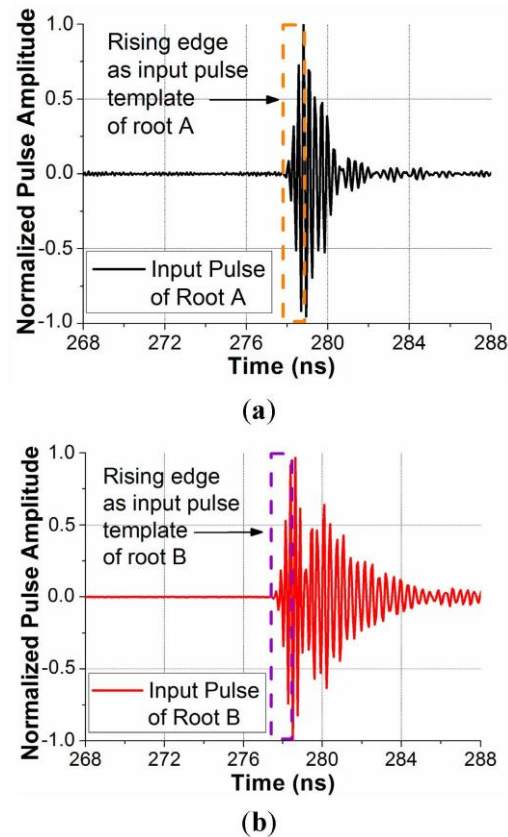 1.0
Rising edge
as input pulse
template
of root A
0.5
0.0
-0.5
Input Pulse
of Root A
-1.0
268 272 276 280 284 288
Normalized Pulse Amplitude
Time (ns)
(a)
1.0
Rising edge
as input pulse
template
of root B
0.5
0.0
-0.5
Input Pulse
of Root B
-1.0
268 272 276 280 284 288
Normalized Pulse Amplitude
Time (ns)
(b)